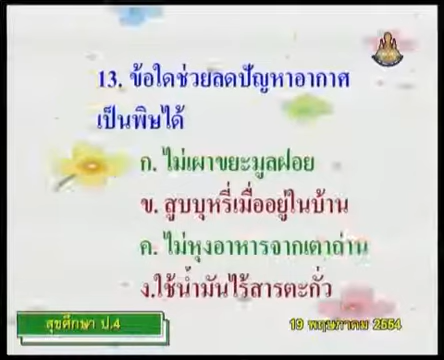 13. ข้อใดช่วยลดปัญหาอากาศ
เป็นพิษได้
ก. ไม่เผาขยะมูลฝอย
ข. สูบบุหรี่เมื่ออยู่ในบ้าน
ค. ไม่หุงอาหารจากเตาถ่าน
ง.ใช้น้ำมันไร้สารตะกั่ว
สุขศึกษา ป.4
19 พฤษภาคม 2554